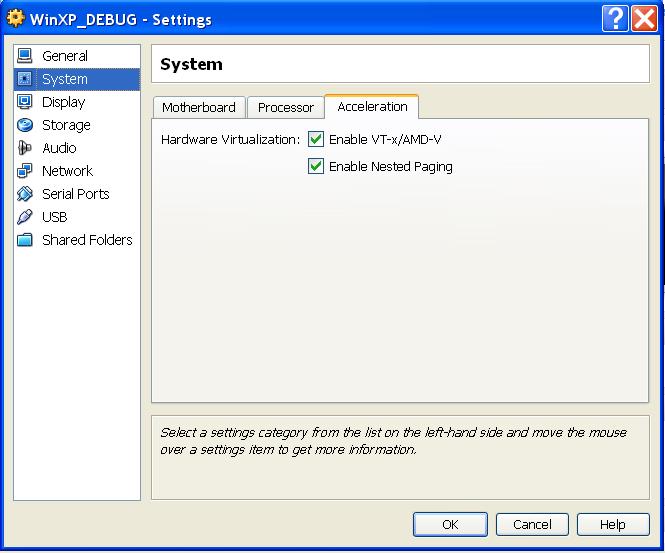 WinXP_DEBUG - Settings
General
System
Display
Storage
Audio
Network
Serial Ports
USB
Shared Folders
System
Motherboard Processor Acceleration
Hardware Virtualization: Enable VT-x/AMD-V
Enable Nested Paging
Select a settings category from the list on the left-hand side and move the mouse
over a settings item to get more information.
OK Cancel Help